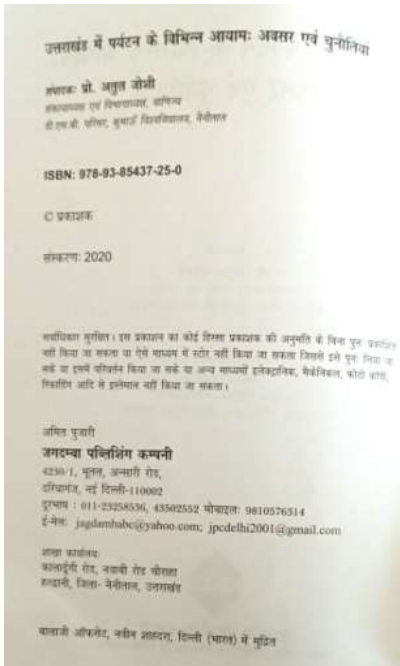 उत्तराखंड में पर्यटन के विभिन्न आयामः अवसर एवं चुनौतियां
संपादकः प्रो. अतुल जोशी
संकायाध्यक्ष एवं विभागाध्यक्ष, वाणिज्य
डी.एस.बी. परिसर, कुमाऊँ विश्वविद्यालय, नैनीताल
ISBN: 978-93-85437-25-0
© प्रकाशक
संस्करणः 2020
सर्वाधिकार सुरक्षित। इस प्रकाशन का कोई हिस्सा प्रकाशक की अनुमति के बिना पुनः प्रकाशित
नहीं किया जा सकता या ऐसे माध्यम में स्टोर नहीं किया जा सकता जिससे इसे पुनः लिया जा
सके या इसमें परिवर्तन किया जा सके या अन्य माध्यमों इलेक्ट्रानिक, मैकेनिकल, फोटो कॉपी,
रिकार्डिंग आदि से इस्तेमाल नहीं किया जा सकता।
अमित पुजारी
जगदम्बा पब्लिशिंग कम्पनी
4230/1, भूतल, अन्सारी रोड,
दरियागंज, नई दिल्ली-110002
दूरभाष : 011-23258536, 43502552 मोबाइलः 9810576314
ई-मेलः jagdambabc@yahoo.com; jpcdelhi2001@gmail.com
शाखा कार्यालयः
कालाढूंगी रोड, नवाबी रोड चौराहा
हल्द्वानी, जिला- नैनीताल, उत्तराखंड
बालाजी ऑफसेट, नवीन शाहदरा, दिल्ली (भारत) में मुद्रित